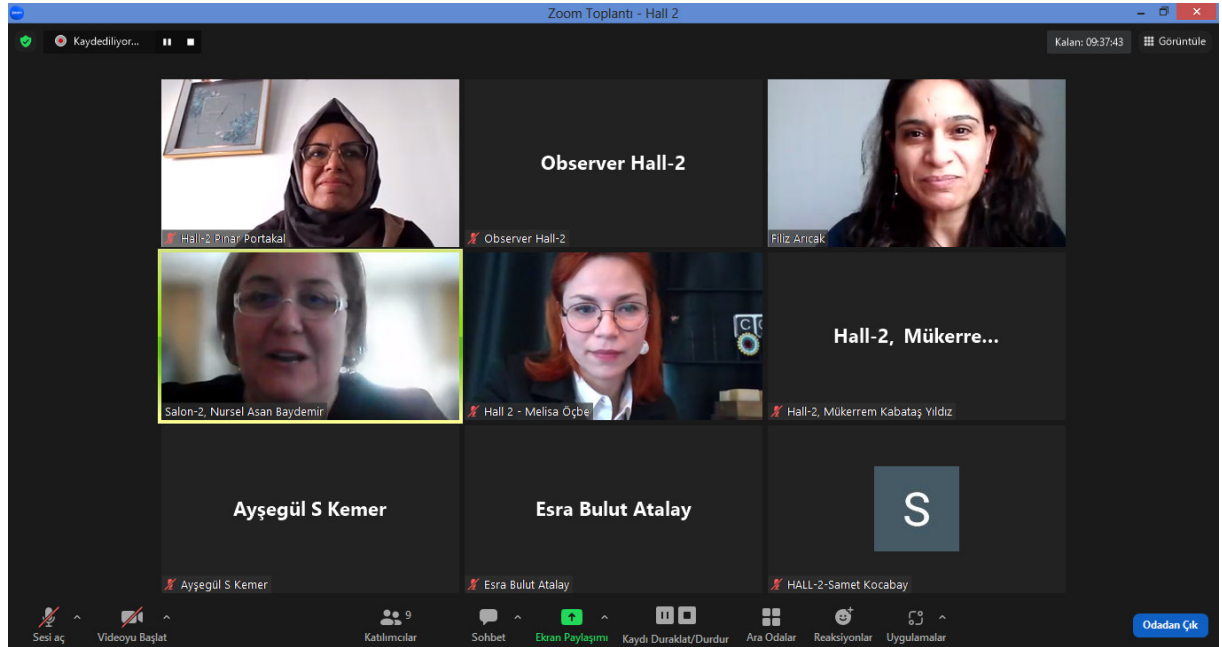 zoom
Zoom Toplantı - Hall 2
Kaydediliyor...
Kalan: 09:37:43
Görüntüle
Hall-2 Pınar Portakal
Observer Hall-2
Observer Hall-2
Filiz Arıcak
Salon-2, Nursel Asan Baydemir
Hall 2 - Melisa Öçbe
Hall-2, Mükerre...
Hall-2, Mükerrem Kabataş Yıldız
Ayşegül S Kemer
Ayşegül S Kemer
Esra Bulut Atalay
Esra Bulut Atalay
S
HALL-2-Samet Kocabay
Sesi aç
Videoyu Başlat
9
Katılımcılar
Sohbet
Ekran Paylaşımı
Kaydı Duraklat/Durdur
Ara Odalar
Reaksiyonlar
Uygulamalar
Odadan Çık